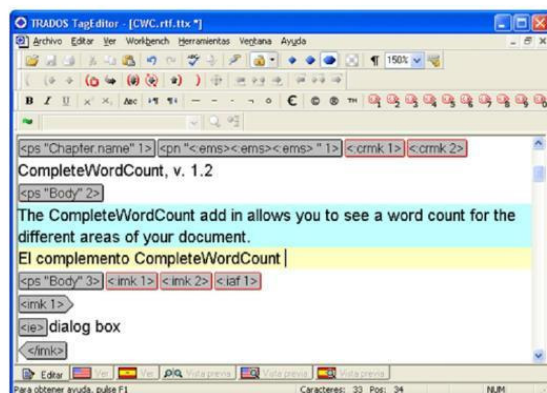 TRADOS TagEditor - [CWC.rtf.ttx *]
Archivo Editar Ver Workbench Herramientas Ventana Ayuda
150%
B I U x² x₂ Abc € © ® ™
<ps "Chapter.name" 1> <pn "<ems><ems><ems> " 1> <crmk 1> <crmk 2>
CompleteWordCount, v. 1.2
<ps "Body" 2>
The CompleteWordCount add in allows you to see a word count for the
different areas of your document.
El complemento CompleteWordCount
<ps "Body" 3> <imk 1> <imk 2> <iaf 1>
<imk 1>
<ie> dialog box
</imk>
Editar Ver Ver Vista previa Vista previa Vista previa
Para obtener ayuda, pulse F1 Caracteres: 33 Pos: 34 NUM